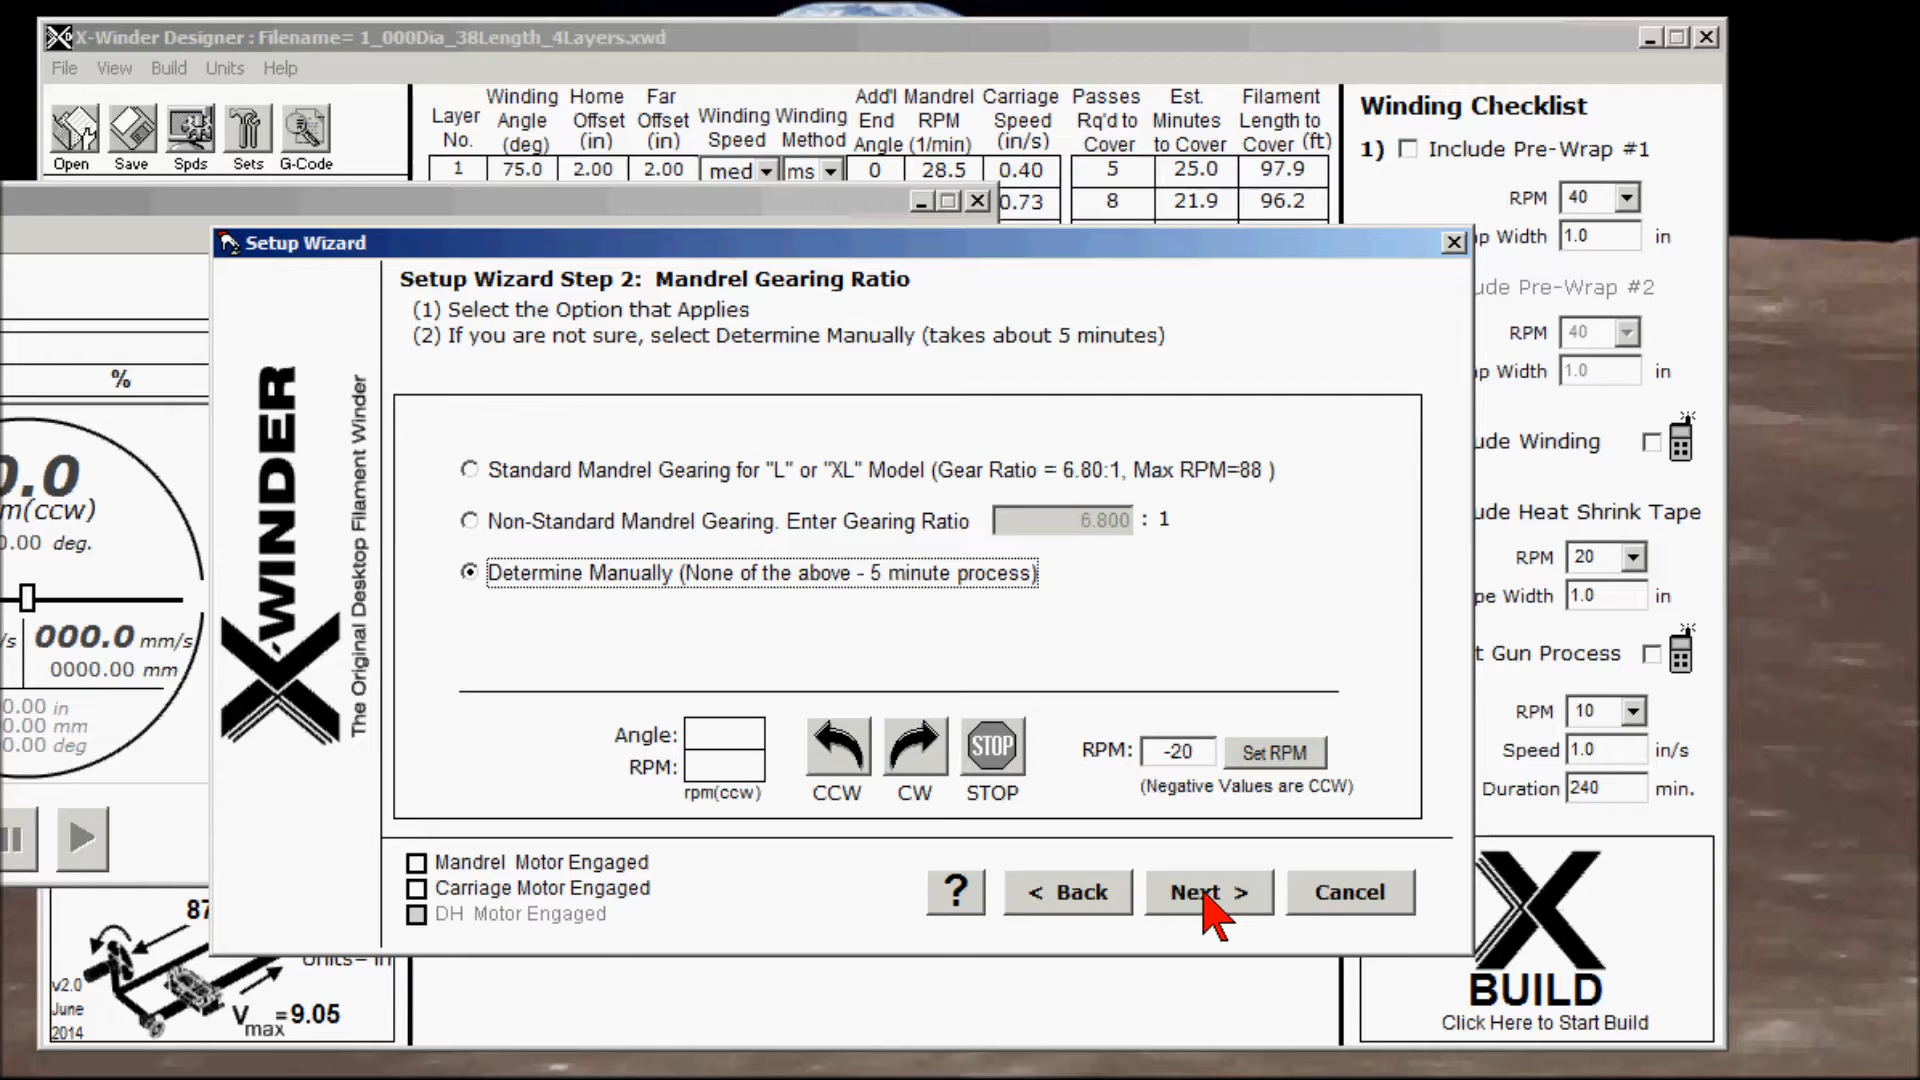 X-Winder Designer : Filename= 1_000Dia_38Length_4Layers.xwd
File View Build Units Help
Open Save Spds Sets G-Code
Layer No. Winding Angle (deg) Home Offset (in) Far Offset (in) Winding Speed Winding Method Add'l End Angle Mandrel RPM (1/min) Carriage Speed (in/s) Passes Rq'd to Cover Est. Minutes to Cover Filament Length to Cover (ft)
1 75.0 2.00 2.00 med ms 0 28.5 0.40 5 25.0 97.9
0.73 8 21.9 96.2
Winding Checklist
1) Include Pre-Wrap #1
RPM 40
p Width 1.0 in
ude Pre-Wrap #2
RPM 40
p Width 1.0 in
ude Winding
ude Heat Shrink Tape
RPM 20
pe Width 1.0 in
t Gun Process
RPM 10
Speed 1.0 in/s
Duration 240 min.
X
BUILD
Click Here to Start Build
%
0.0
m(ccw)
0.00 deg.
/s 000.0 mm/s
0000.00 mm
0.00 in
00.00 mm
0.00 deg
87
Units= in
v2.0
June
2014
Vmax =9.05
Setup Wizard
X-WINDER
The Original Desktop Filament Winder
Setup Wizard Step 2: Mandrel Gearing Ratio
(1) Select the Option that Applies
(2) If you are not sure, select Determine Manually (takes about 5 minutes)
Standard Mandrel Gearing for "L" or "XL" Model (Gear Ratio = 6.80:1, Max RPM=88 )
Non-Standard Mandrel Gearing. Enter Gearing Ratio 6.800 : 1
Determine Manually (None of the above - 5 minute process)
Angle:
RPM:
rpm(ccw)
CCW CW STOP
STOP
RPM: -20 Set RPM
(Negative Values are CCW)
Mandrel Motor Engaged
Carriage Motor Engaged
DH Motor Engaged
? < Back Next > Cancel